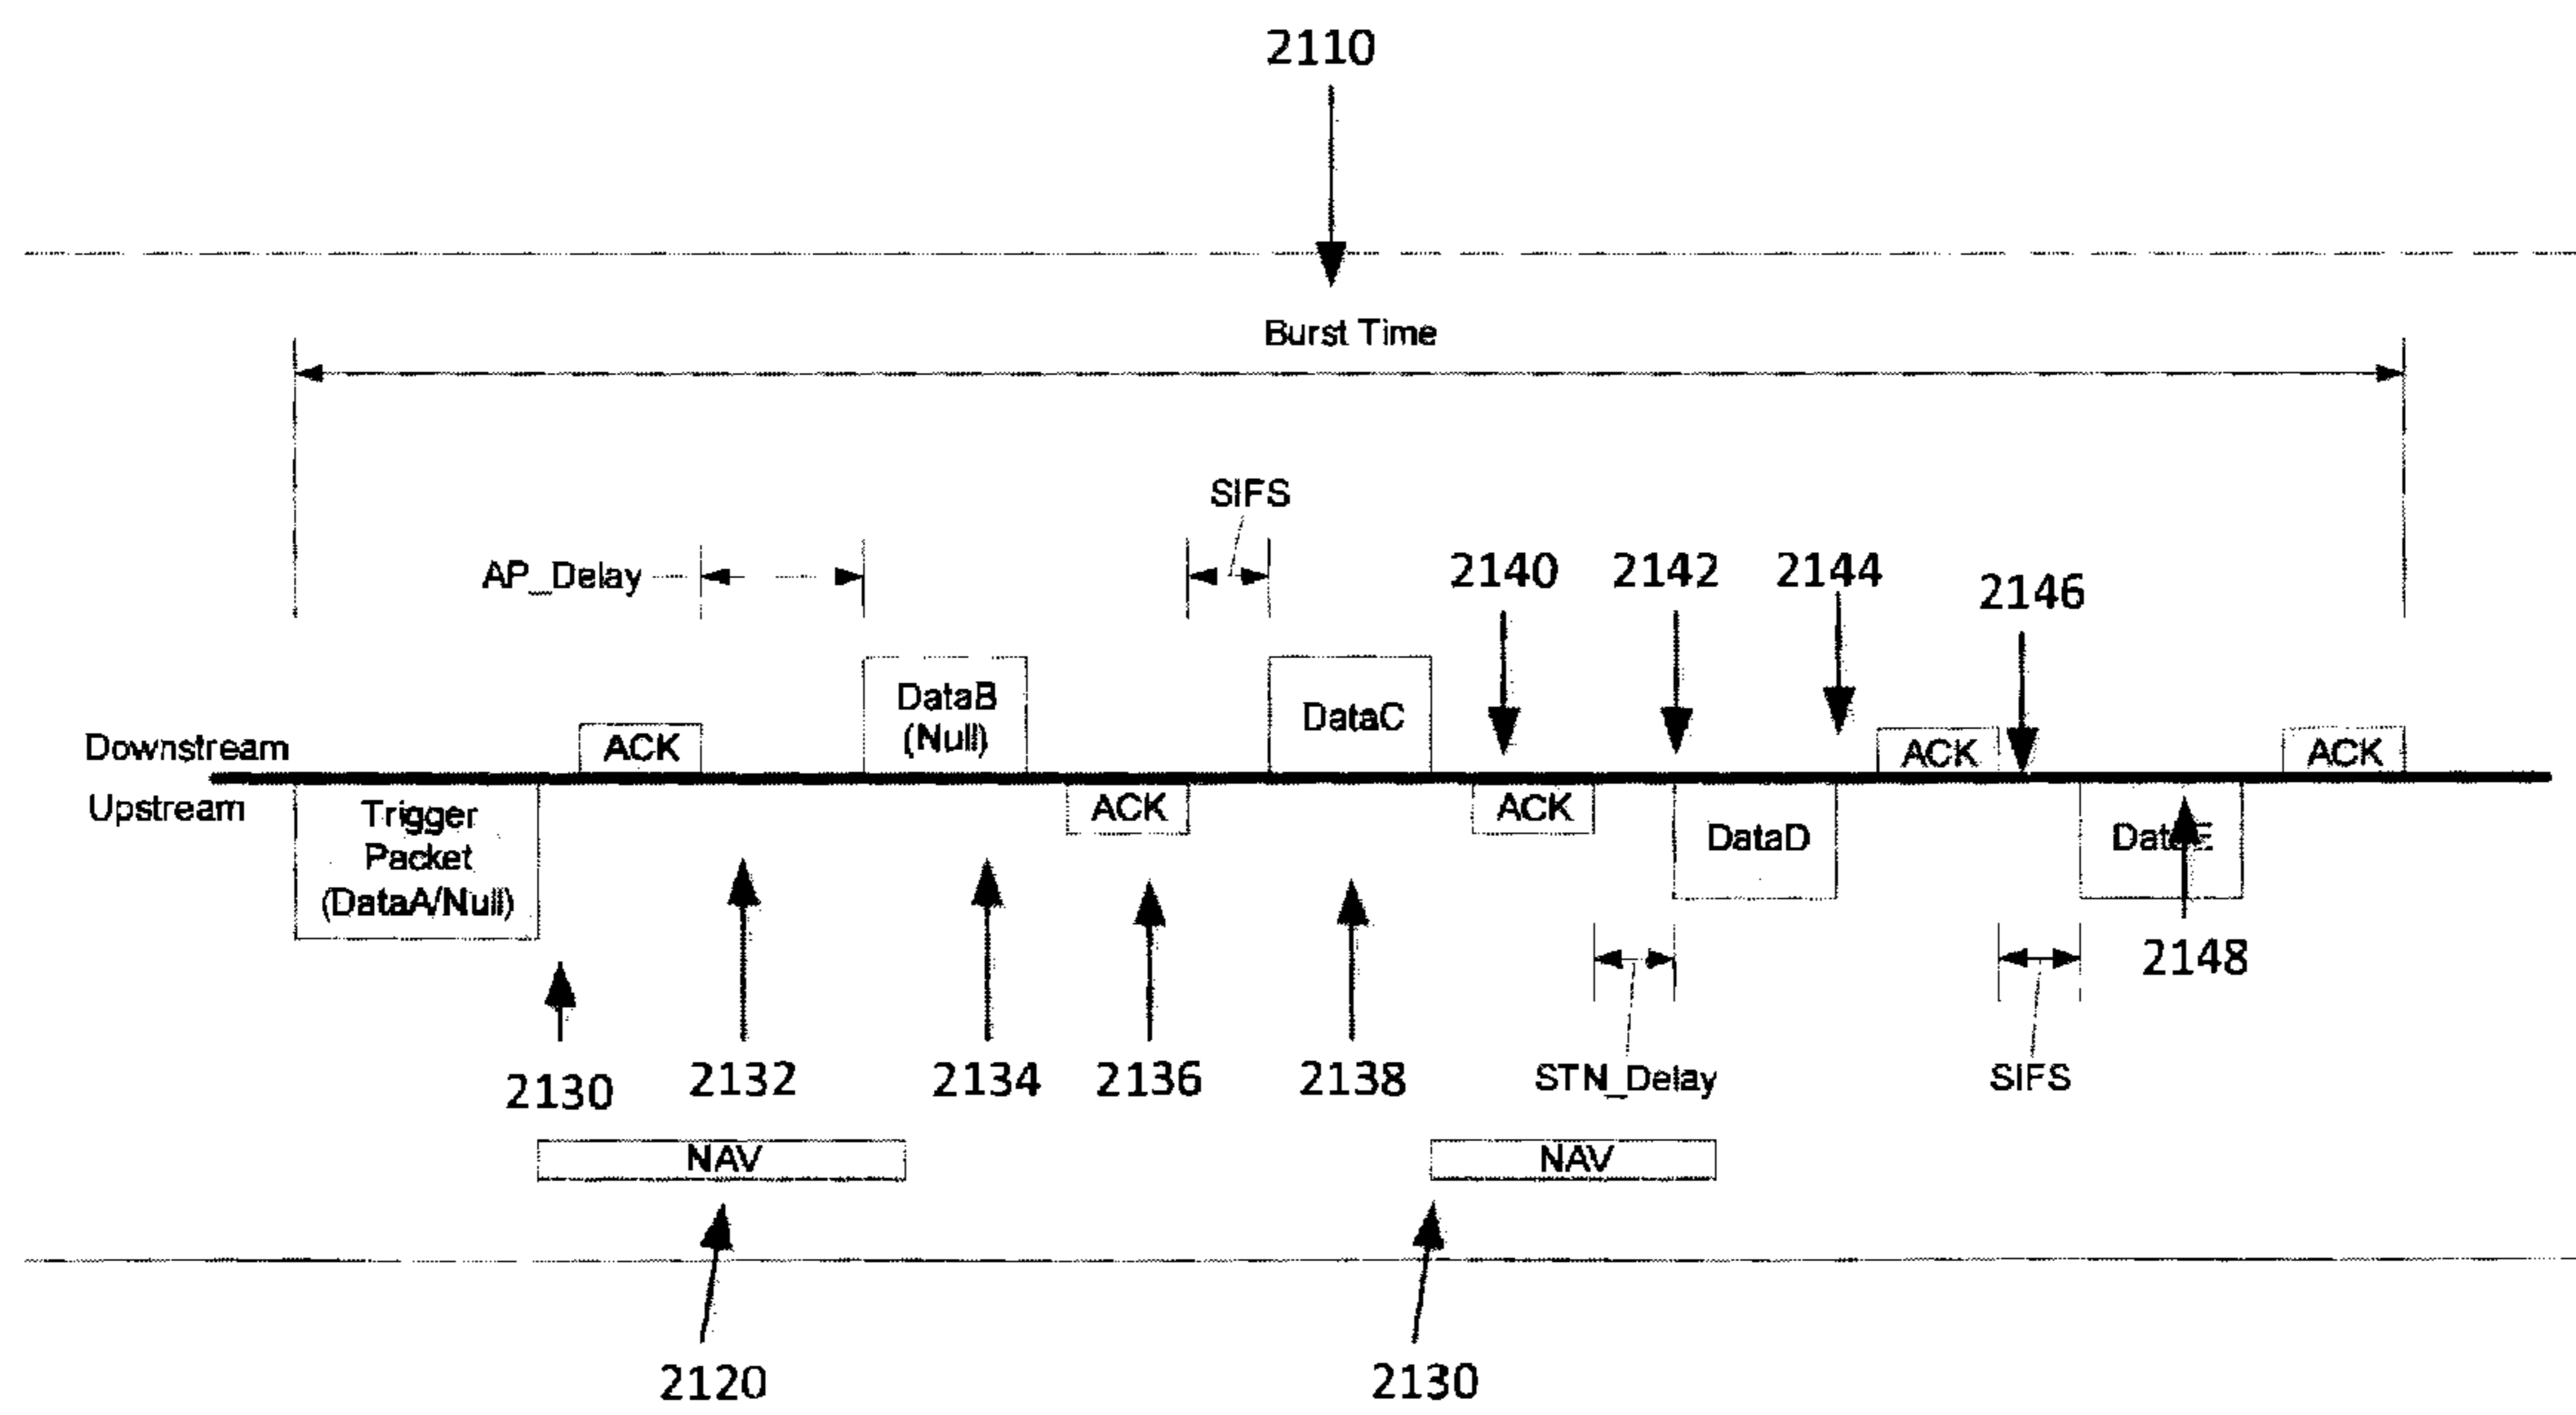 2110
Burst Time
SIFS
AP_Delay
2140
2142
2144
2146
DataB
(Null)
DataC
ACK
ACK
ACK
Downstream
Upstream
Trigger
Packet
(DataA/Null)
ACK
ACK
DataD
DataE
2148
2130
2132
2134
2136
2138
STN_Delay
SIFS
NAV
NAV
2120
2130